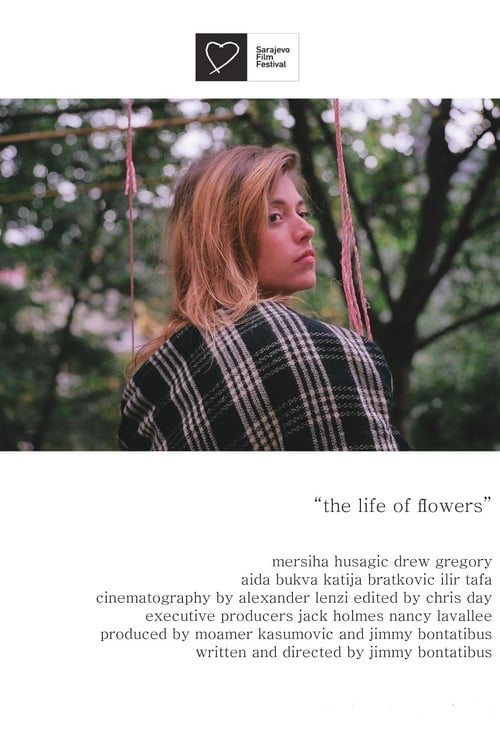 Sarajevo
Film
Festival
“the life of flowers”
mersiha husagic drew gregory
aida bukva katija bratkovic ilir tafa
cinematography by alexander lenzi edited by chris day
executive producers jack holmes nancy lavallee
produced by moamer kasumovic and jimmy bontatibus
written and directed by jimmy bontatibus